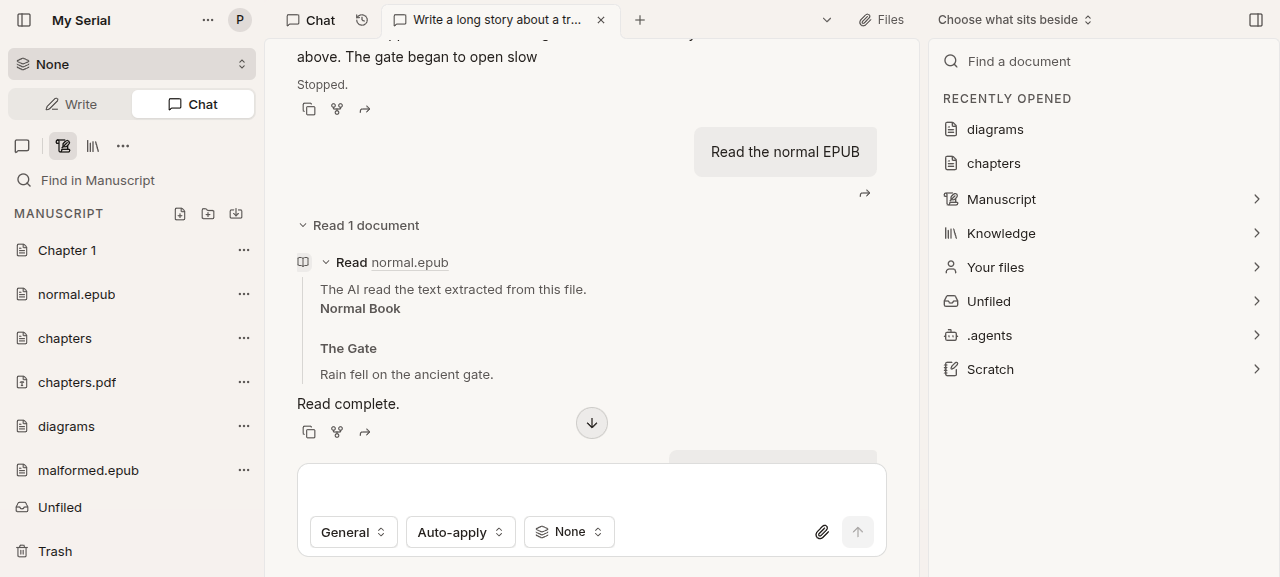 My Serial
P
None
Write
Chat
Find in Manuscript
MANUSCRIPT
Chapter 1
normal.epub
chapters
chapters.pdf
diagrams
malformed.epub
Unfiled
Trash
Chat
Write a long story about a tr...
Files
above. The gate began to open slow
Stopped.
Read the normal EPUB
Read 1 document
Read normal.epub
The AI read the text extracted from this file.
Normal Book
The Gate
Rain fell on the ancient gate.
Read complete.
General
Auto-apply
None
Choose what sits beside
Find a document
RECENTLY OPENED
diagrams
chapters
Manuscript
Knowledge
Your files
Unfiled
.agents
Scratch